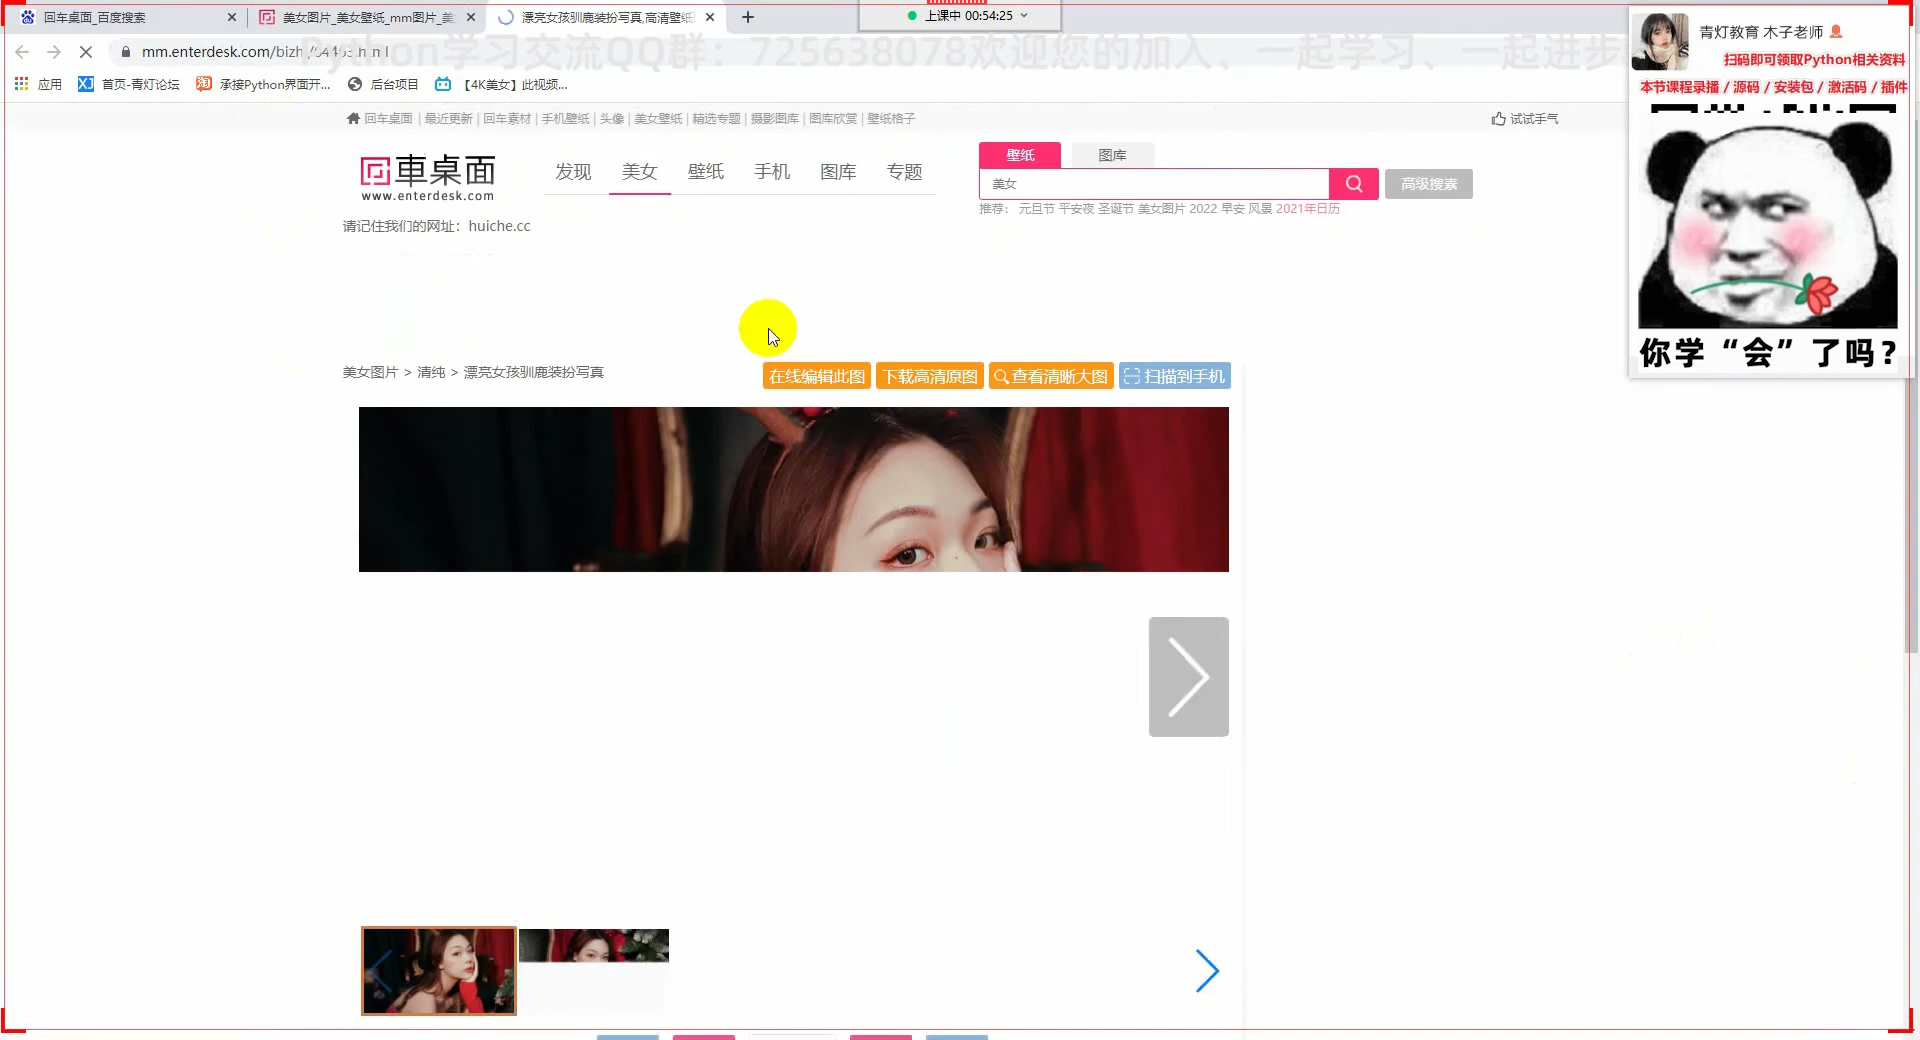 回车桌面_百度搜索
美女图片_美女壁纸_mm图片_美
漂亮女孩驯鹿装扮写真,高清壁纸
上课中 00:54:25
mm.enterdesk.com/bizh
Python学习交流QQ群：725638078欢迎您的加入、一起学习、一起进步
应用
首页-青灯论坛
承接Python界面开...
后台项目
【4K美女】此视频...
青灯教育 木子老师
扫码即可领取Python相关资料
本节课程录播 / 源码 / 安装包 / 激活码 / 插件
回车桌面 | 最近更新 | 回车素材 | 手机壁纸 | 头像 | 美女壁纸 | 精选专题 | 摄影图库 | 图库欣赏 | 壁纸格子
试试手气
回車桌面
www.enterdesk.com
发现 美女 壁纸 手机 图库 专题
壁纸 图库
美女
高级搜素
推荐： 元旦节 平安夜 圣诞节 美女图片 2022 早安 风景 2021年日历
请记住我们的网址：huiche.cc
你学“会”了吗？
美女图片 > 清纯 > 漂亮女孩驯鹿装扮写真
在线编辑此图 下载高清原图 查看清晰大图 扫描到手机